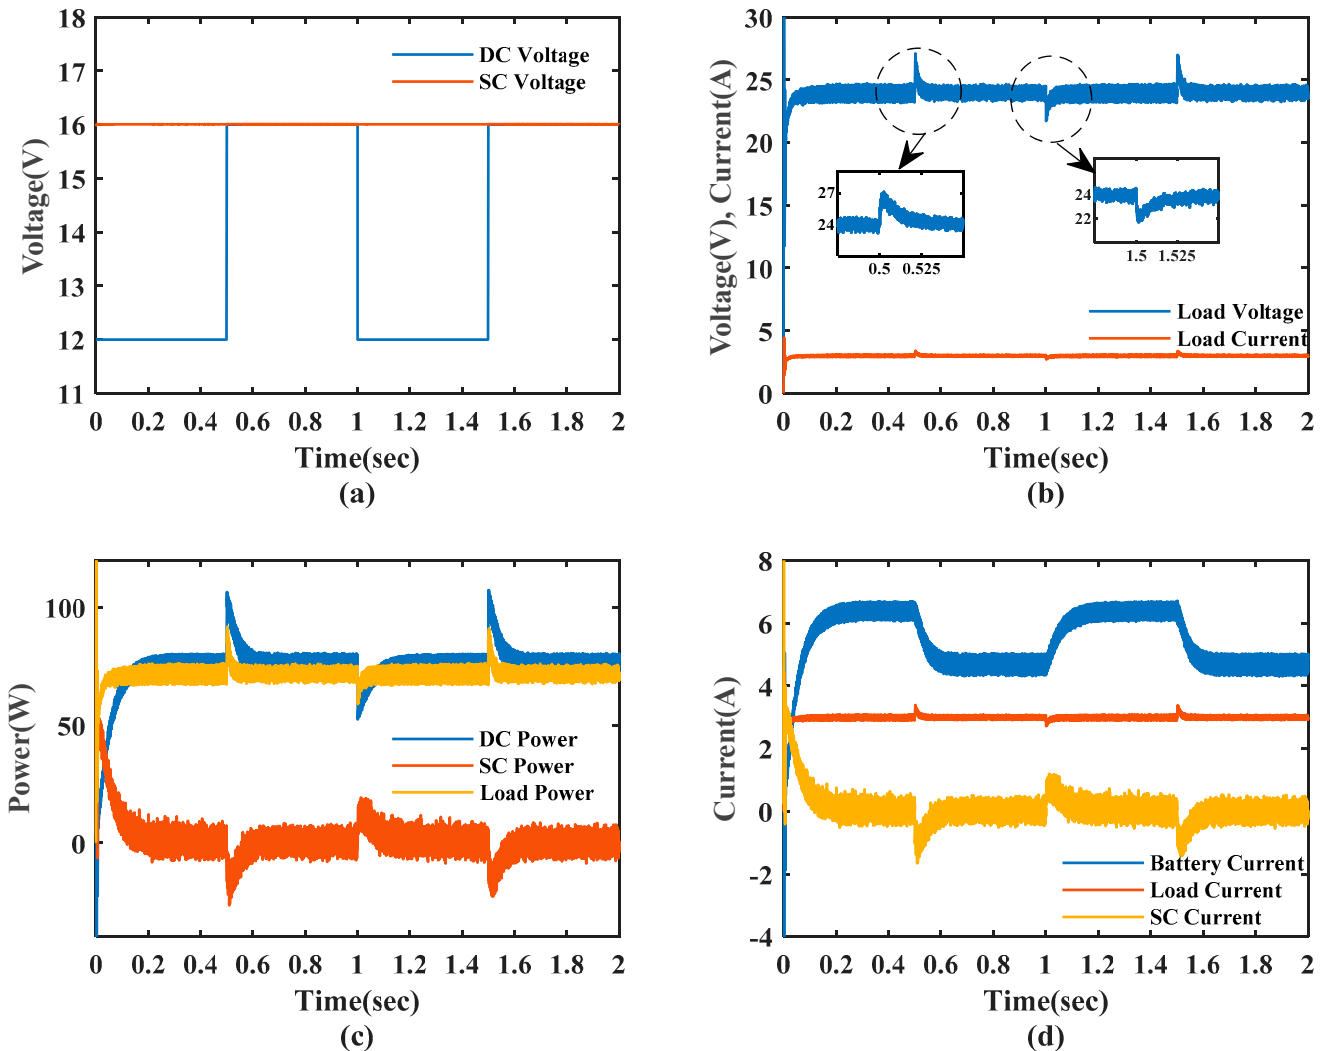 18
17
16
15
14
13
12
11
Voltage(V)
DC Voltage
SC Voltage
0 0.2 0.4 0.6 0.8 1 1.2 1.4 1.6 1.8 2
Time(sec)
(a)
30
25
20
15
10
5
0
Voltage(V), Current(A)
27
24
0.5 0.525
24
22
1.5 1.525
Load Voltage
Load Current
0 0.2 0.4 0.6 0.8 1 1.2 1.4 1.6 1.8 2
Time(sec)
(b)
100
50
0
Power(W)
DC Power
SC Power
Load Power
0 0.2 0.4 0.6 0.8 1 1.2 1.4 1.6 1.8 2
Time(sec)
(c)
8
6
4
2
0
-2
-4
Current(A)
Battery Current
Load Current
SC Current
0 0.2 0.4 0.6 0.8 1 1.2 1.4 1.6 1.8 2
Time(sec)
(d)